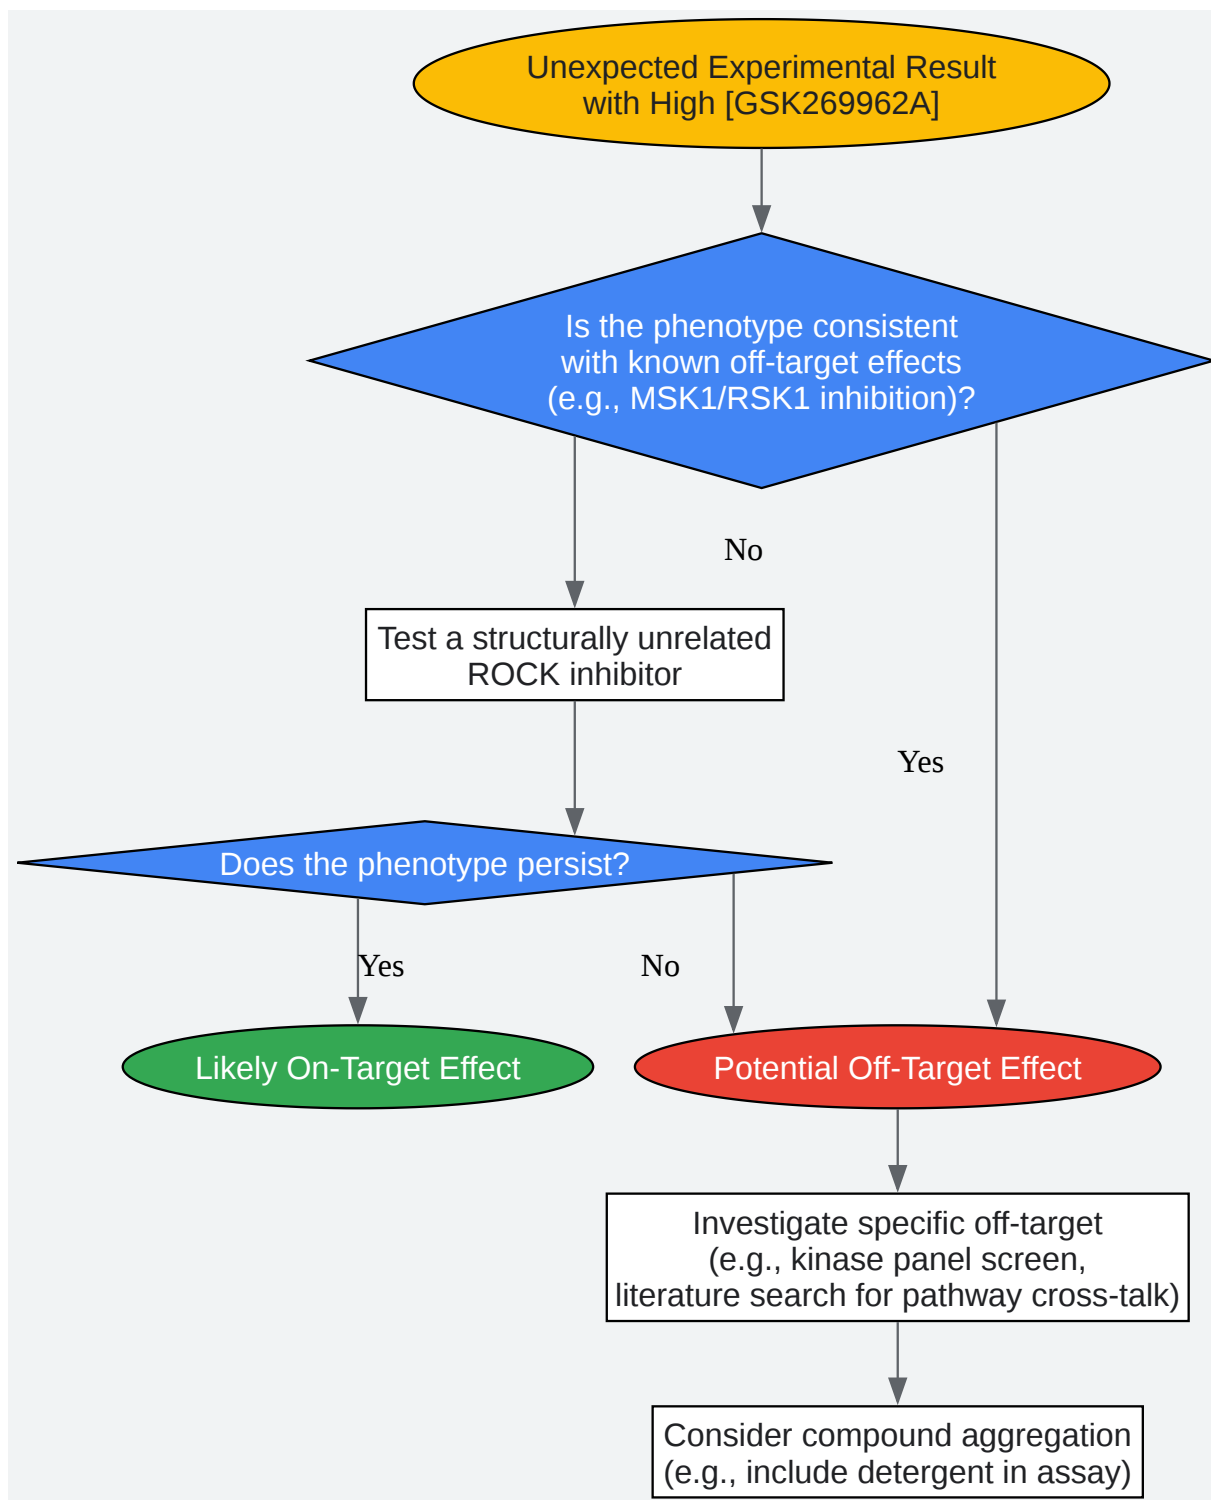 Unexpected Experimental Result
with High [GSK269962A]
Is the phenotype consistent
with known off-target effects
(e.g., MSK1/RSK1 inhibition)?
No
Test a structurally unrelated
ROCK inhibitor
Yes
Does the phenotype persist?
Yes
No
Likely On-Target Effect
Potential Off-Target Effect
Investigate specific off-target
(e.g., kinase panel screen,
literature search for pathway cross-talk)
Consider compound aggregation
(e.g., include detergent in assay)